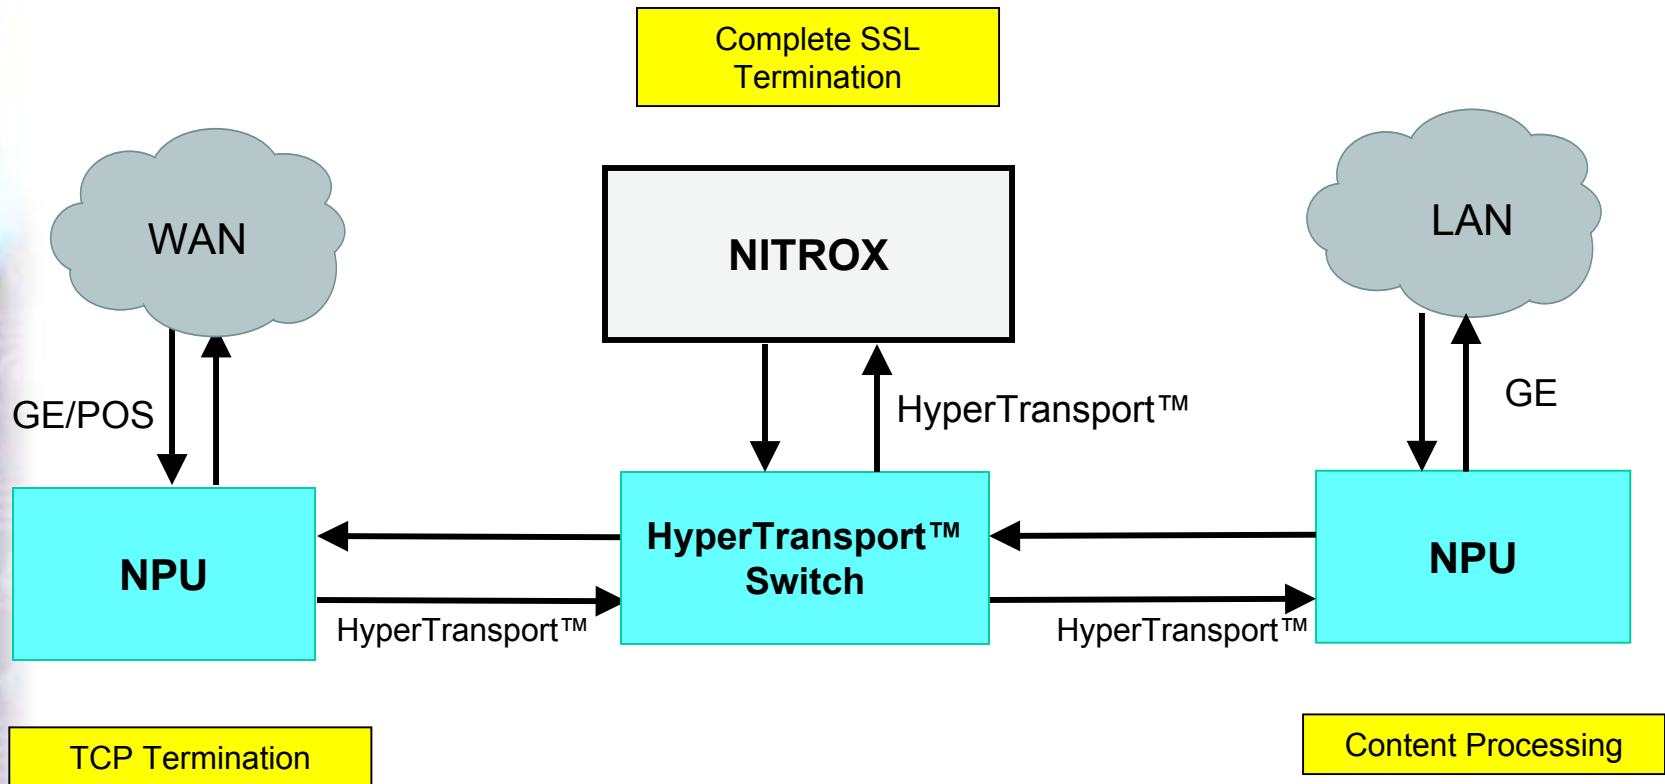 Complete SSL
Termination
WAN
NITROX
LAN
GE/POS
HyperTransport™
GE
NPU
HyperTransport™
Switch
NPU
HyperTransport™
HyperTransport™
TCP Termination
Content Processing